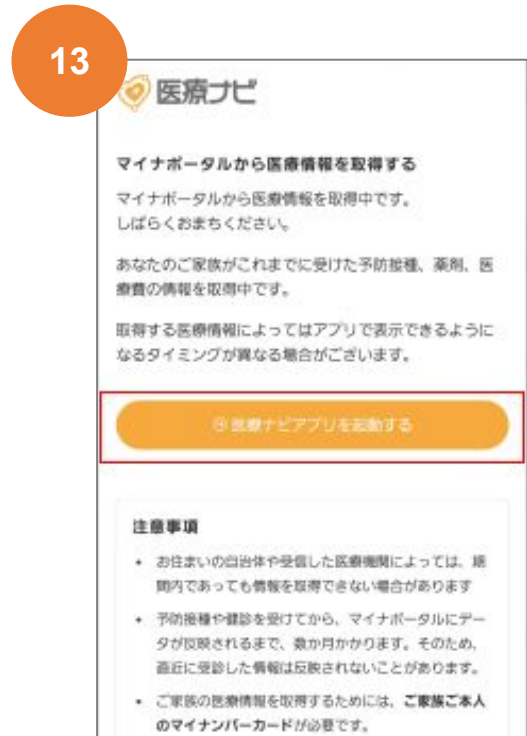 13
医療ナビ
マイナポータルから医療情報を取得する
マイナポータルから医療情報を取得中です。
しばらくおまちください。
あなたのご家族がこれまでに受けた予防接種、薬剤、医
療費の情報を取得中です。
取得する医療情報によってはアプリで表示できるように
なるタイミングが異なる場合がございます。
医療ナビアプリを起動する
注意事項
• お住まいの自治体や受信した医療機関によっては、期
間内であっても情報を取得できない場合があります
• 予防接種や健診を受けてから、マイナポータルにデー
タが反映されるまで、数か月かかります。そのため、
直近に受診した情報は反映されないことがあります。
• ご家族の医療情報を取得するためには、ご家族ご本人
のマイナンバーカードが必要です。